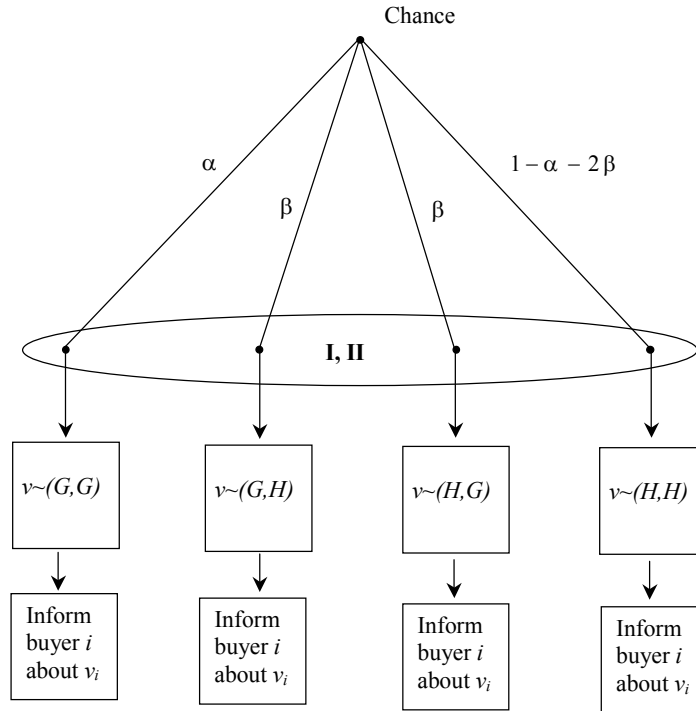 Chance
α
β
β
1 – α – 2β
I, II
v~(G,G)
v~(G,H)
v~(H,G)
v~(H,H)
Inform
buyer i
about vᵢ
Inform
buyer i
about vᵢ
Inform
buyer i
about vᵢ
Inform
buyer i
about vᵢ